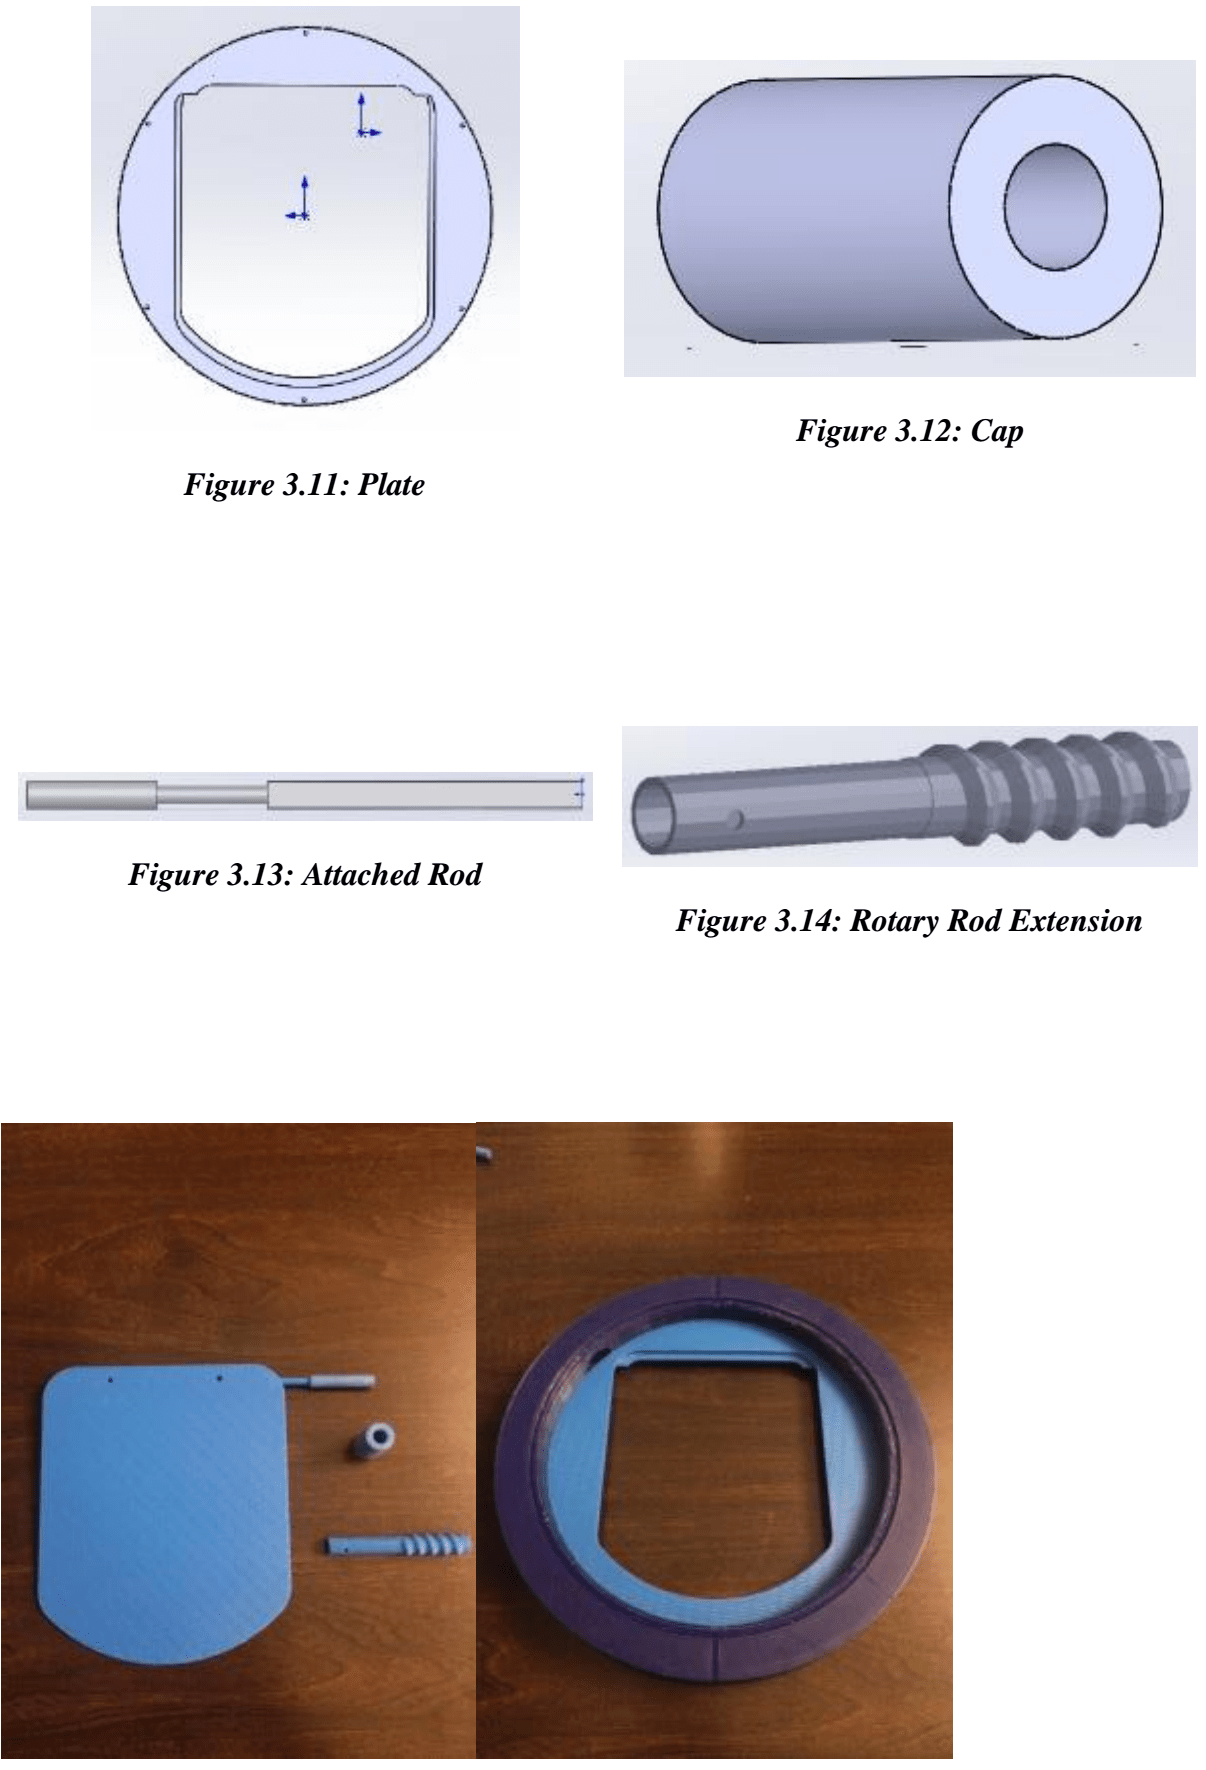 Figure 3.11: Plate
Figure 3.12: Cap
Figure 3.13: Attached Rod
Figure 3.14: Rotary Rod Extension